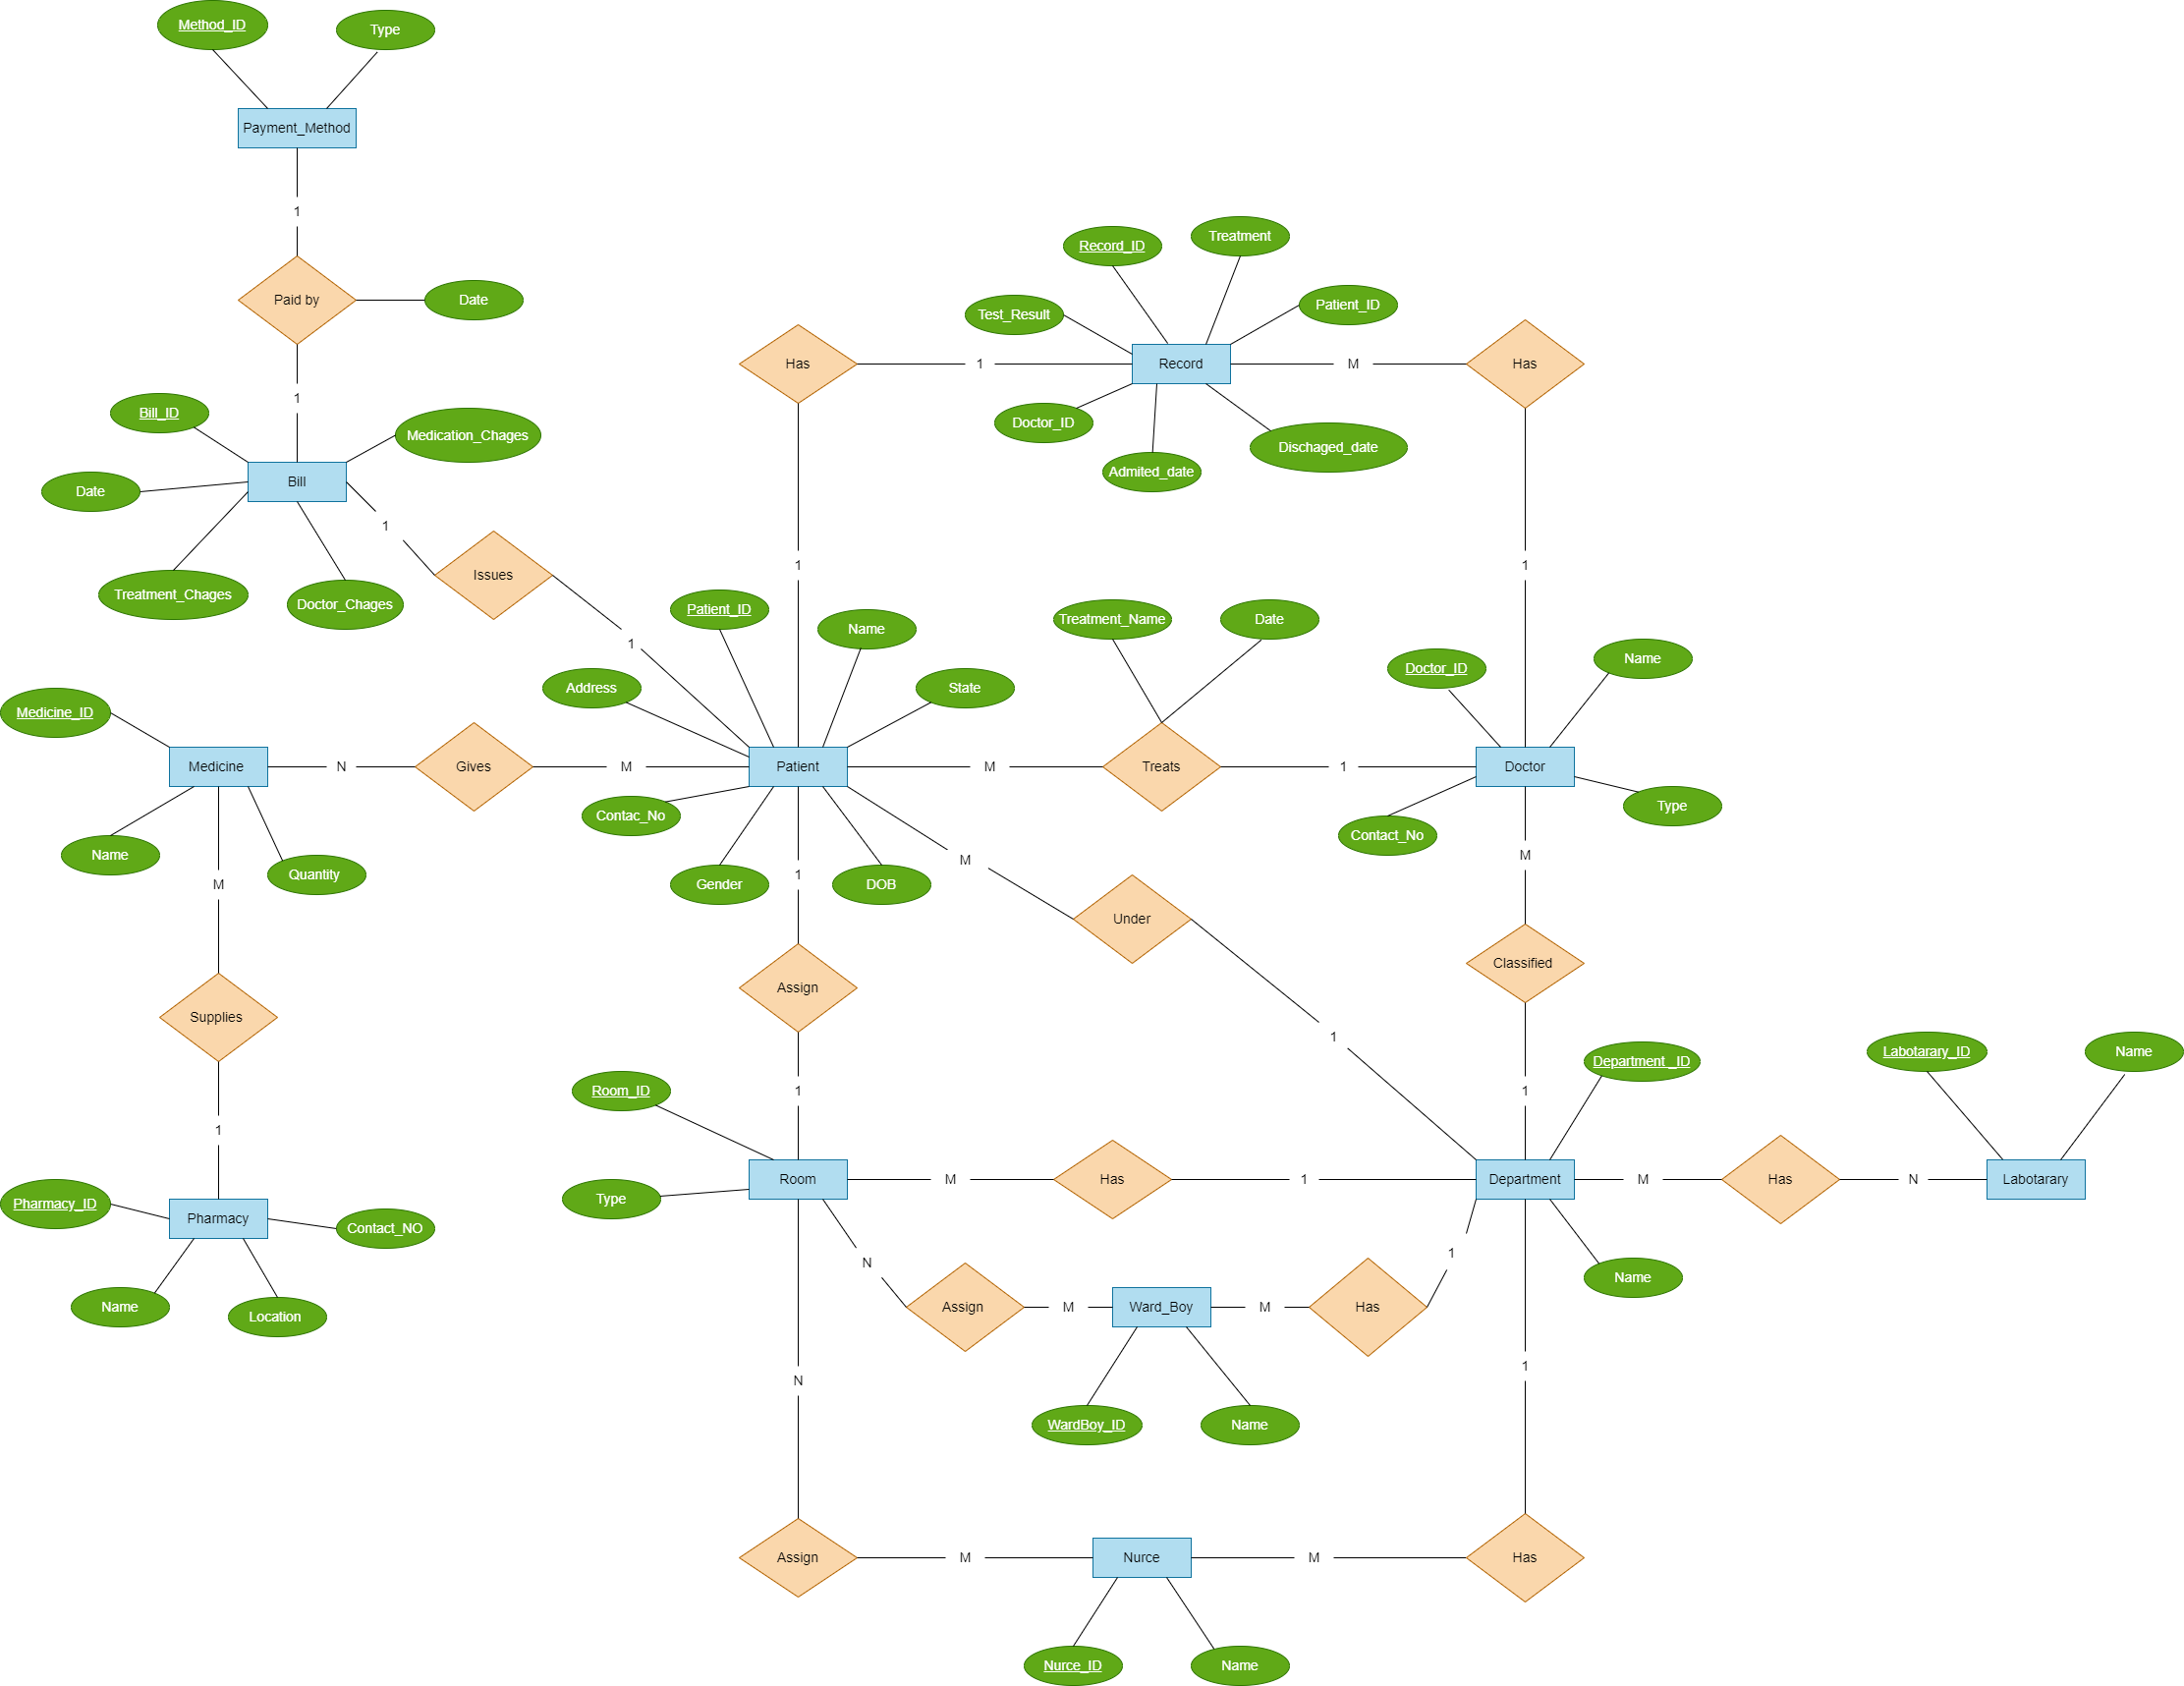 Method_ID
Type
Payment_Method
1
Paid by
Date
1
Bill_ID
Medication_Chages
Date
Bill
1
Treatment_Chages
Doctor_Chages
Issues
1
Record_ID
Treatment
Test_Result
Patient_ID
Has
1
Record
M
Has
Doctor_ID
Dischaged_date
Admited_date
1
1
Patient_ID
Name
Address
State
Treatment_Name
Date
Doctor_ID
Name
Medicine_ID
Medicine
N
Gives
M
Patient
M
Treats
1
Doctor
Contac_No
Type
Contact_No
Name
Quantity
M
Gender
1
DOB
M
M
Under
Classified
Assign
Supplies
1
1
Room_ID
1
1
Department _ID
Labotarary_ID
Name
Pharmacy_ID
Pharmacy
Contact_NO
Name
Location
Type
Room
M
Has
1
Department
M
Has
N
Labotarary
N
1
Name
Assign
M
Ward_Boy
M
Has
N
1
WardBoy_ID
Name
Assign
M
Nurce
M
Has
Nurce_ID
Name